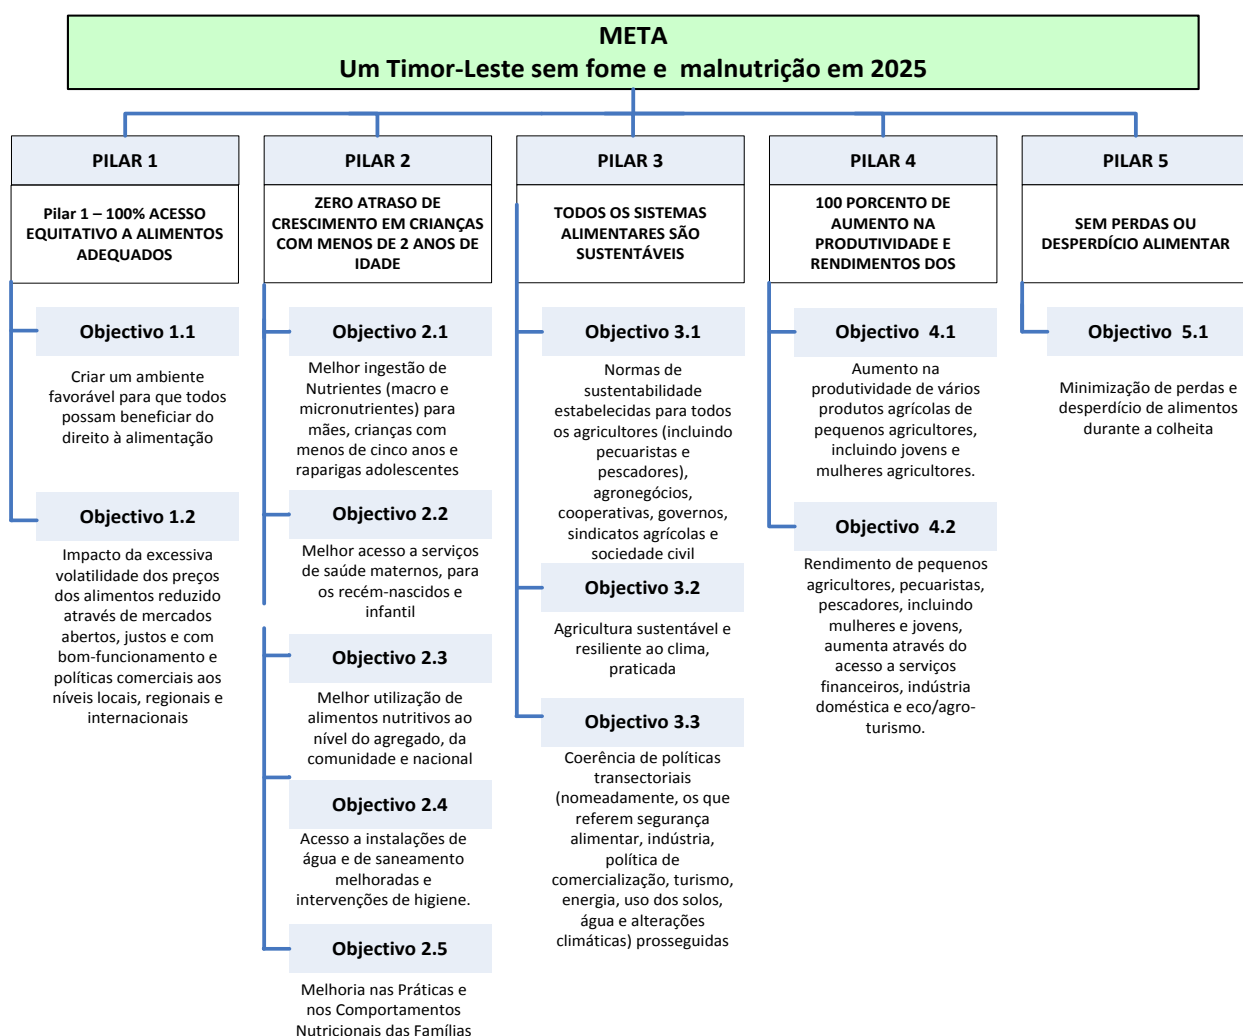 META
Um Timor-Leste sem fome e malnutrição em 2025
PILAR 1
Pilar 1 – 100% ACESSO
EQUITATIVO A ALIMENTOS
ADEQUADOS
Objectivo 1.1
Criar um ambiente
favorável para que todos
possam beneficiar do
direito à alimentação
Objectivo 1.2
Impacto da excessiva
volatilidade dos preços
dos alimentos reduzido
através de mercados
abertos, justos e com
bom-funcionamento e
políticas comerciais aos
níveis locais, regionais e
internacionais
PILAR 2
ZERO ATRASO DE
CRESCIMENTO EM CRIANÇAS
COM MENOS DE 2 ANOS DE
IDADE
Objectivo 2.1
Melhor ingestão de
Nutrientes (macro e
micronutrientes) para
mães, crianças com
menos de cinco anos e
raparigas adolescentes
Objectivo 2.2
Melhor acesso a serviços
de saúde maternos, para
os recém-nascidos e
infantil
Objectivo 2.3
Melhor utilização de
alimentos nutritivos ao
nível do agregado, da
comunidade e nacional
Objectivo 2.4
Acesso a instalações de
água e de saneamento
melhoradas e
intervenções de higiene.
Objectivo 2.5
Melhoria nas Práticas e
nos Comportamentos
Nutricionais das Famílias
PILAR 3
TODOS OS SISTEMAS
ALIMENTARES SÃO
SUSTENTÁVEIS
Objectivo 3.1
Normas de
sustentabilidade
estabelecidas para todos
os agricultores (incluindo
pecuaristas e
pescadores),
agronegócios,
cooperativas, governos,
sindicatos agrícolas e
sociedade civil
Objectivo 3.2
Agricultura sustentável e
resiliente ao clima,
praticada
Objectivo 3.3
Coerência de políticas
transectoriais
(nomeadamente, os que
referem segurança
alimentar, indústria,
política de
comercialização, turismo,
energia, uso dos solos,
água e alterações
climáticas) prosseguidas
PILAR 4
100 PORCENTO DE
AUMENTO NA
PRODUTIVIDADE E
RENDIMENTOS DOS
Objectivo 4.1
Aumento na
produtividade de vários
produtos agrícolas de
pequenos agricultores,
incluindo jovens e
mulheres agricultores.
Objectivo 4.2
Rendimento de pequenos
agricultores, pecuaristas,
pescadores, incluindo
mulheres e jovens,
aumenta através do
acesso a serviços
financeiros, indústria
doméstica e eco/agro-
turismo.
PILAR 5
SEM PERDAS OU
DESPERDÍCIO ALIMENTAR
Objectivo 5.1
Minimização de perdas e
desperdício de alimentos
durante a colheita